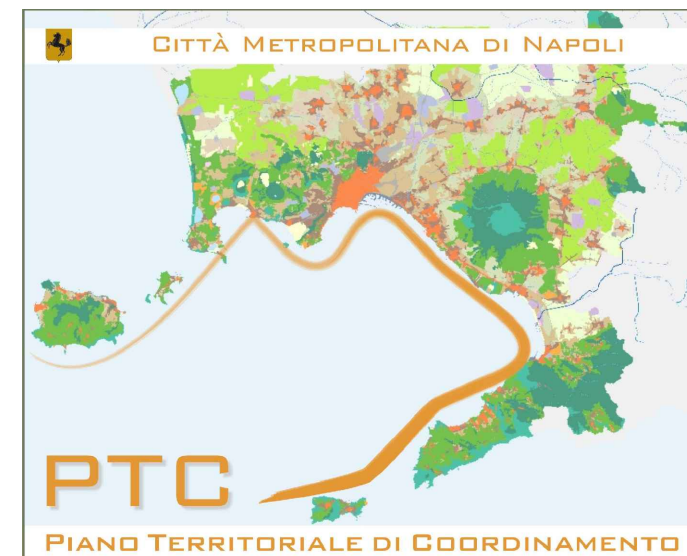 CITTÀ METROPOLITANA DI NAPOLI
PTC
PIANO TERRITORIALE DI COORDINAMENTO